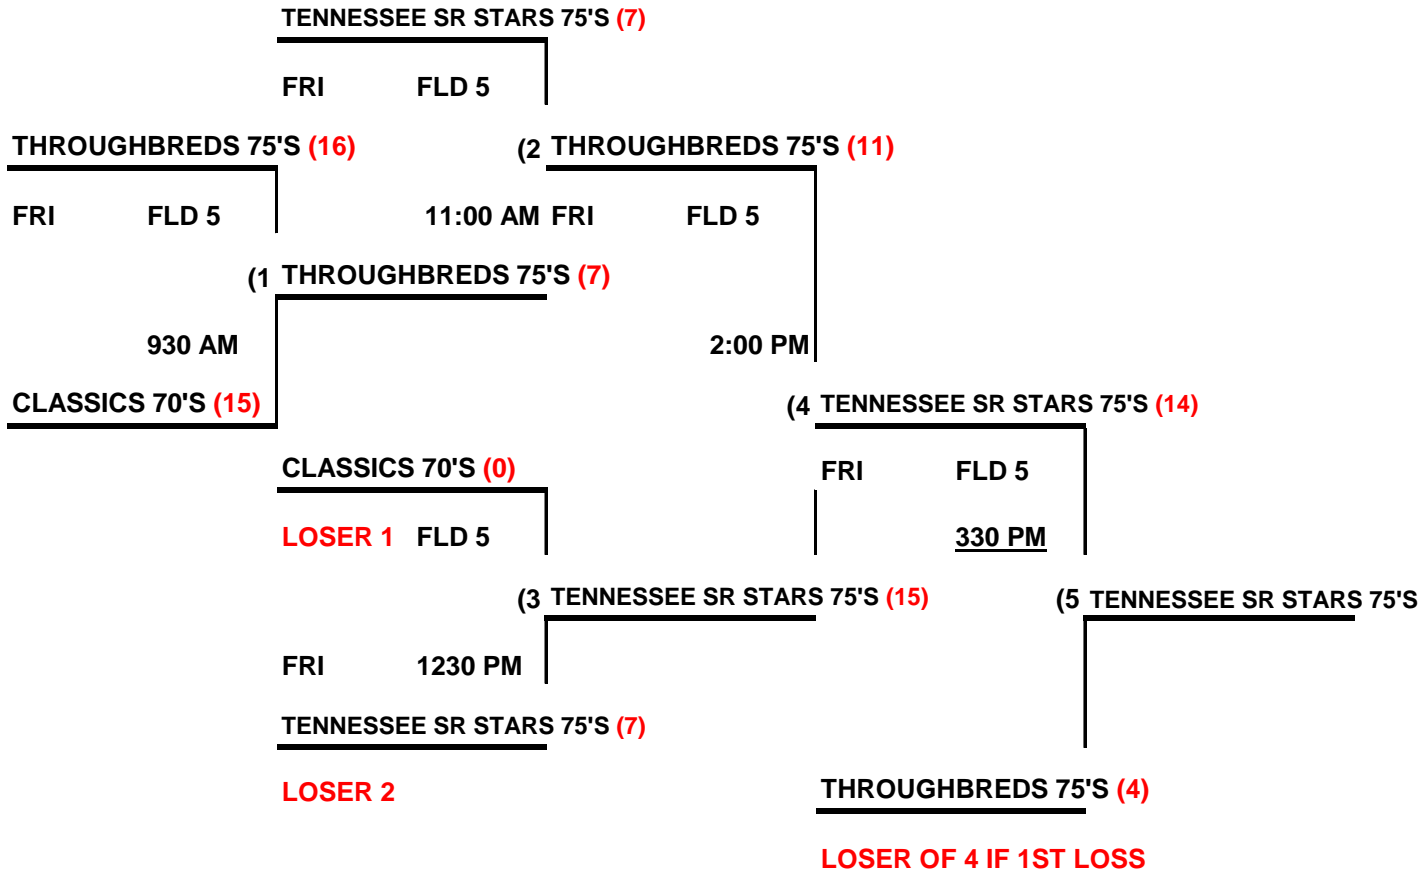 TENNESSEE SR STARS 75'S (7)
FRI FLD 5
THROUGHBREDS 75'S (16) (2 THROUGHBREDS 75'S (11)
FRI FLD 5 11:00 AM FRI FLD 5
(1 THROUGHBREDS 75'S (7)
930 AM 2:00 PM
CLASSICS 70'S (15) (4 TENNESSEE SR STARS 75'S (14)
CLASSICS 70'S (0) FRI FLD 5
LOSER 1 FLD 5 330 PM
(3 TENNESSEE SR STARS 75'S (15) (5 TENNESSEE SR STARS 75'S
FRI 1230 PM
TENNESSEE SR STARS 75'S (7)
LOSER 2 THROUGHBREDS 75'S (4)
LOSER OF 4 IF 1ST LOSS